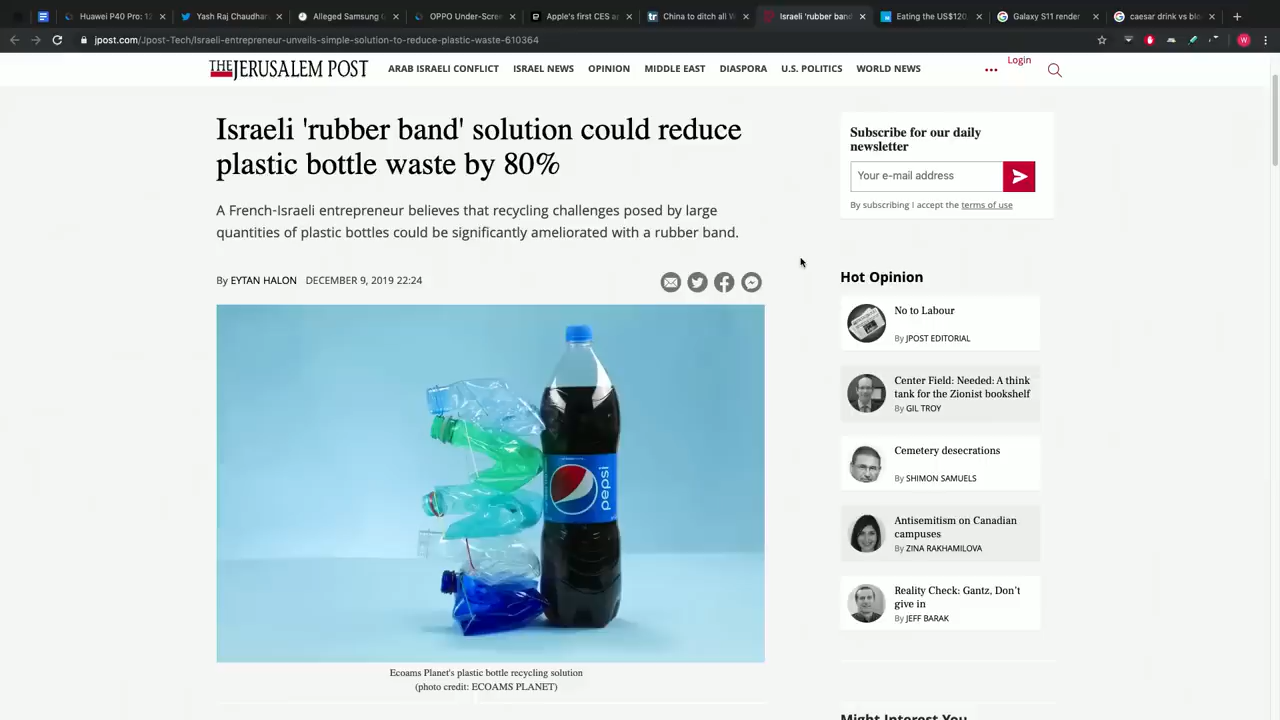 Huawei P40 Pro: 12
Yash Raj Chaudhar
Alleged Samsung G
OPPO Under-Scree
Apple's first CES ar
China to ditch all W
Israeli 'rubber band'
Eating the US$120,
Galaxy S11 render
caesar drink vs blo
jpost.com/Jpost-Tech/Israeli-entrepreneur-unveils-simple-solution-to-reduce-plastic-waste-610364
W
THE JERUSALEM POST
ARAB ISRAELI CONFLICT
ISRAEL NEWS
OPINION
MIDDLE EAST
DIASPORA
U.S. POLITICS
WORLD NEWS
Login
Israeli 'rubber band' solution could reduce
plastic bottle waste by 80%
A French-Israeli entrepreneur believes that recycling challenges posed by large
quantities of plastic bottles could be significantly ameliorated with a rubber band.
By EYTAN HALON DECEMBER 9, 2019 22:24
pepsi
Ecoams Planet's plastic bottle recycling solution
(photo credit: ECOAMS PLANET)
Subscribe for our daily
newsletter
Your e-mail address
By subscribing I accept the terms of use
Hot Opinion
No to Labour
By JPOST EDITORIAL
Center Field: Needed: A think
tank for the Zionist bookshelf
By GIL TROY
Cemetery desecrations
By SHIMON SAMUELS
Antisemitism on Canadian
campuses
By ZINA RAKHAMILOVA
Reality Check: Gantz, Don't
give in
By JEFF BARAK
Might Interest You